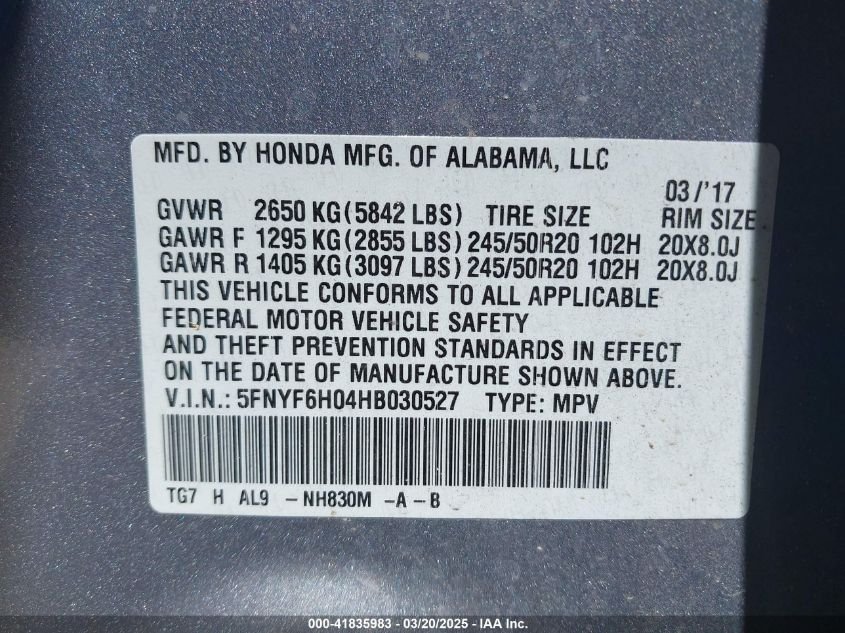 MFD. BY HONDA MFG. OF ALABAMA, LLC
03/'17
GVWR 2650 KG(5842 LBS) TIRE SIZE RIM SIZE
GAWR F 1295 KG(2855 LBS)245/50R20 102H 20X8.0J
GAWR R 1405 KG(3097 LBS)245/50R20 102H 20X8.0J
THIS VEHICLE CONFORMS TO ALL APPLICABLE
FEDERAL MOTOR VEHICLE SAFETY
AND THEFT PREVENTION STANDARDS IN EFFECT
ON THE DATE OF MANUFACTURE SHOWN ABOVE.
V.I.N.: 5FNYF6H04HB030527 TYPE: MPV
TG7 H AL9 -NH830M -A-B
000-41835983 - 03/20/2025 - IAA Inc.